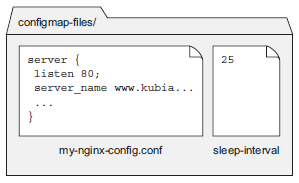 configmap-files/
server {
listen 80;
server_name www.kubia...
...
}
25
my-nginx-config.conf
sleep-interval